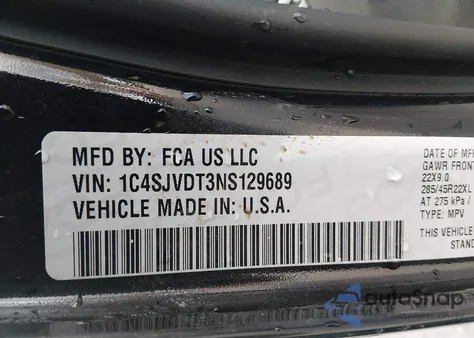 MFD BY: FCA US LLC
VIN: 1C4SJVDT3NS129689
VEHICLE MADE IN: U.S.A.
DATE OF MF
GAWR FRONT
22X9.0
285/45R22XL
AT 275 kPa /
TYPE: MPV
THIS VEHICLE
STAND
autoSnap